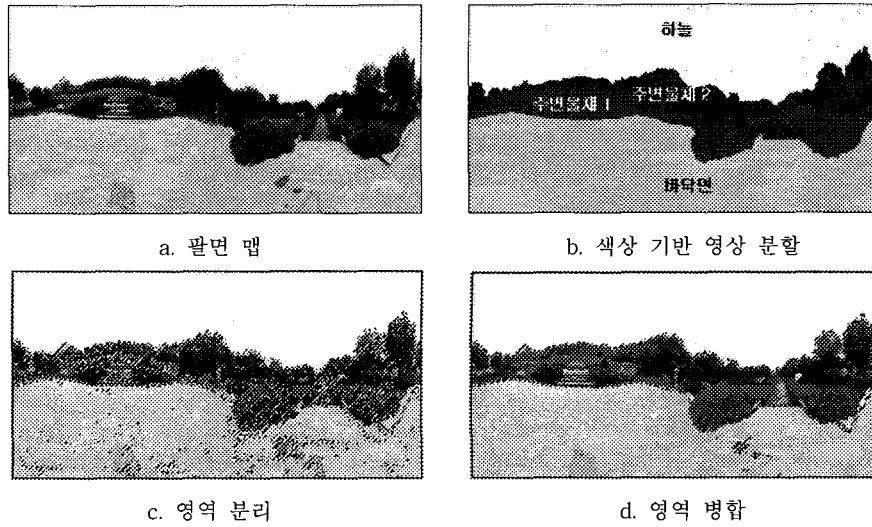 하늘
주변물체 1
주변물체 2
바닥면
a. 팔면 맵
b. 색상 기반 영상 분할
c. 영역 분리
d. 영역 병합